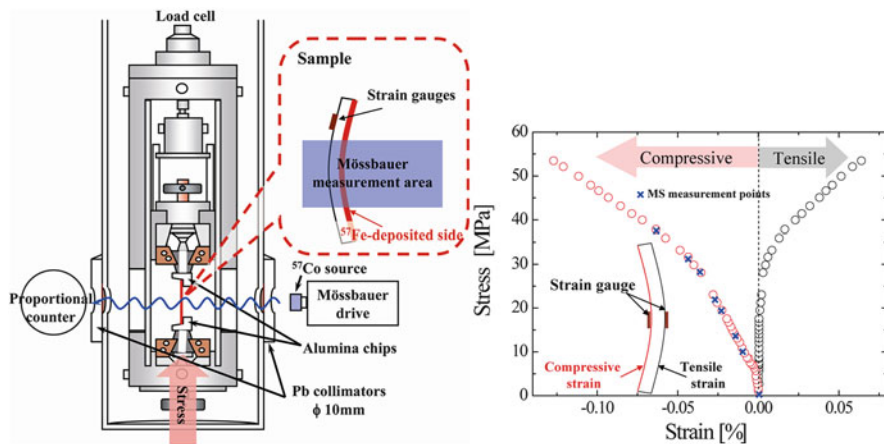 Load cell
Sample
Strain gauges
Mössbauer
measurement area
⁵⁷Fe-deposited side
⁵⁷Co source
Proportional
counter
Mössbauer
drive
Alumina chips
Stress
Pb collimators
ϕ 10mm
60
50
40
30
20
10
0
Stress [MPa]
Compressive
Tensile
× MS measurement points
Strain gauge
Compressive
strain
Tensile
strain
-0.10
-0.05
0.00
0.05
Strain [%]